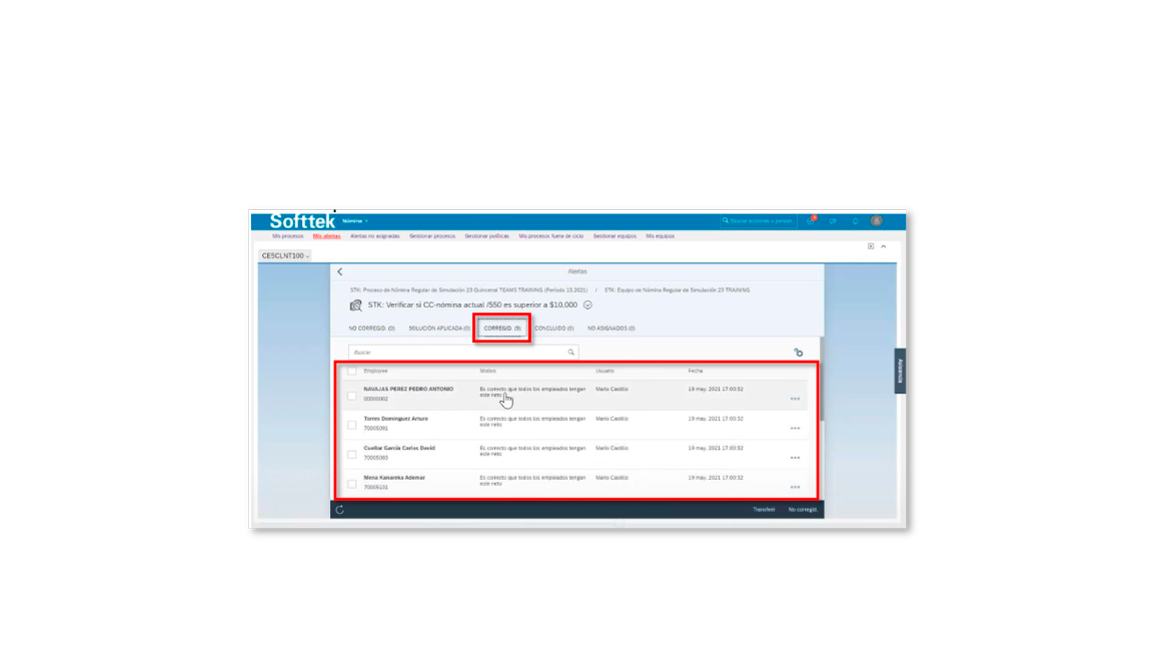 Softtek Nómina
Buscar acciones o person
Mis procesos Mis alertas Alertas no asignadas Gestionar procesos Gestionar políticas Mis procesos fuera de ciclo Gestionar equipos Mis equipos
CESCLNT100
Alertas
STK: Proceso de Nómina Regular de Simulación 23 Quincenal TEAMS TRAINING (Período 13.2021) / STK: Equipo de Nómina Regular de Simulación 23 TRAINING
STK: Verificar si CC-nómina actual /550 es superior a $10,000
NO CORREGID. (0) SOLUCIÓN APLICADA (0) CORREGID. (9) CONCLUIDO (0) NO ASIGNADOS (0)
Buscar
Employee Motivo Usuario Fecha
NAVAJAS PEREZ PEDRO ANTONIO Es correcto que todos los empleados tengan Mario Castillo 19 may. 2021 17:00:52
00000002 este neto
Torres Dominguez Arturo Es correcto que todos los empleados tengan Mario Castillo 19 may. 2021 17:00:52
70005091 este neto
Cuellar Garcia Carlos David Es correcto que todos los empleados tengan Mario Castillo 19 may. 2021 17:00:52
este neto
Mena Kanamka Ademar Es correcto que todos los empleados tengan Mario Castillo 19 may. 2021 17:00:52
70005101 este neto
Transferir No corregid.
Asistencia